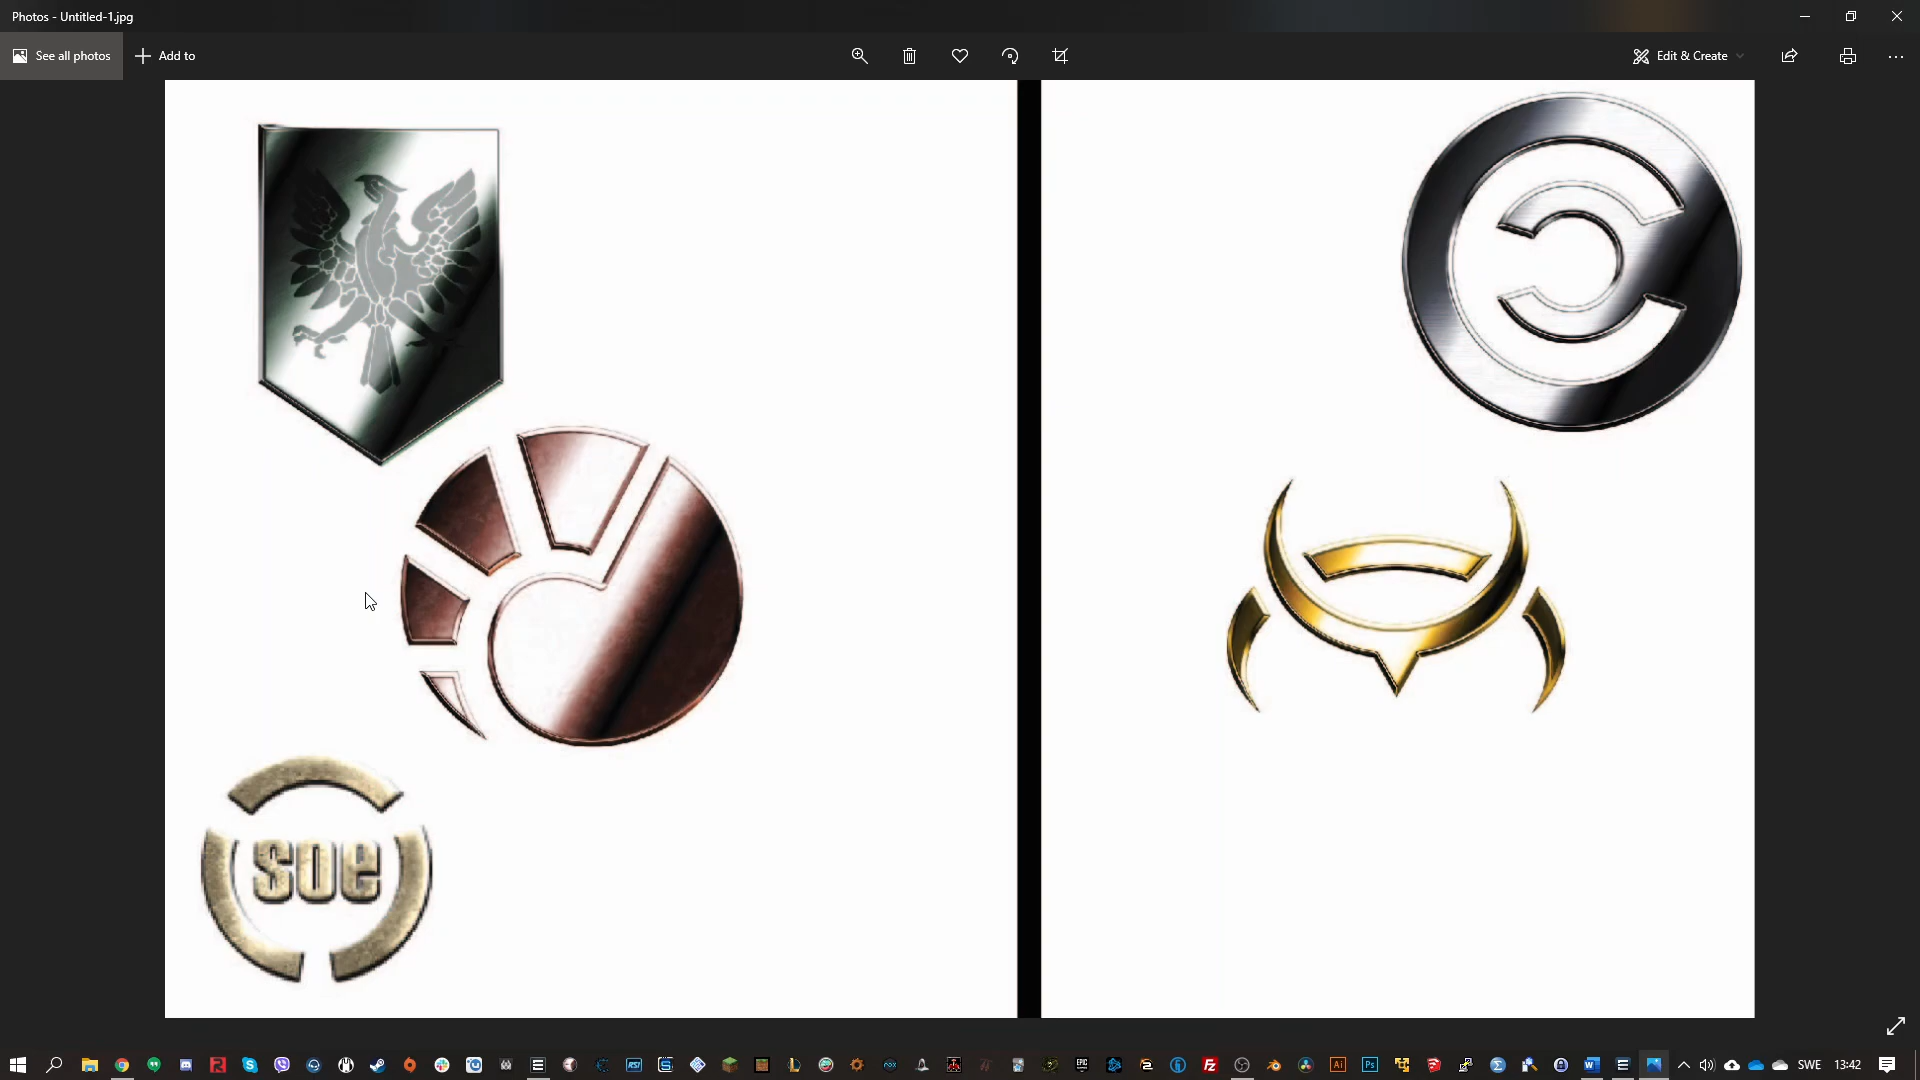 Photos - Untitled-1.jpg
See all photos
Add to
Edit & Create
soe
SWE
13:42